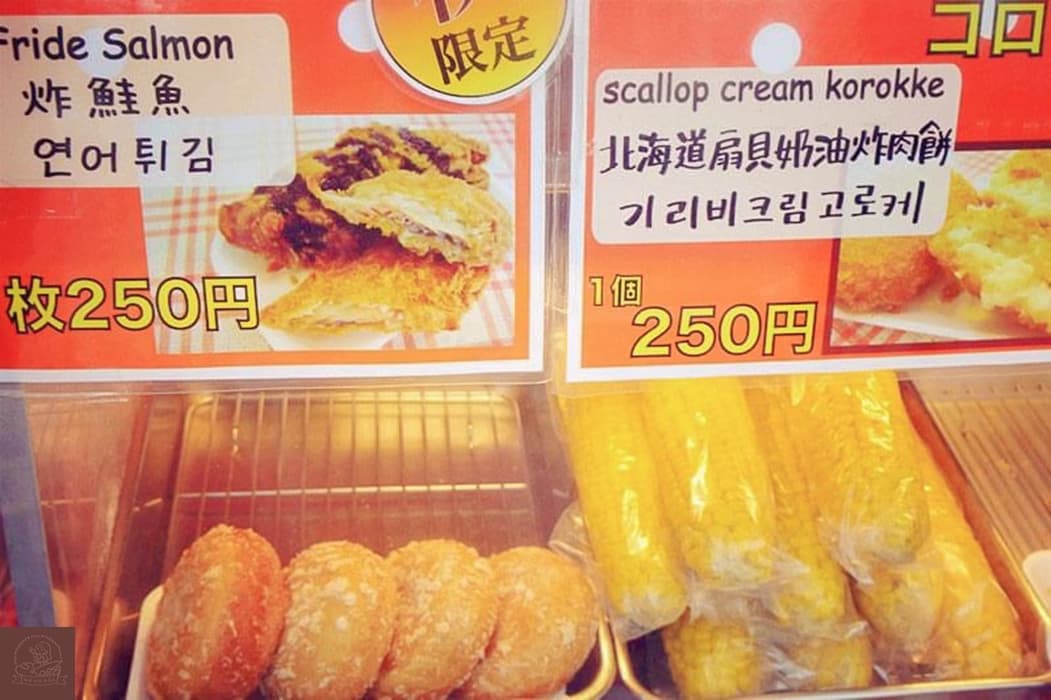 Fride Salmon
炸鮭魚
연어튀김
限定
枚250円
コロ
scallop cream korokke
北海道扇貝奶油炸肉餅
기리비크림고로케
1個
250円